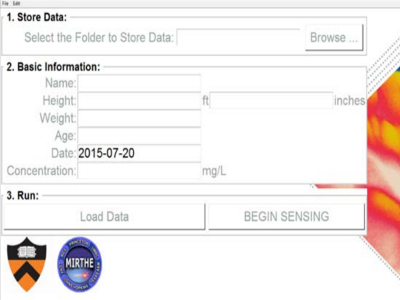 File Edit
1. Store Data:
Select the Folder to Store Data: Browse ...
2. Basic Information:
Name:
Height: ft inches
Weight:
Age:
Date: 2015-07-20
Concentration: mg/L
3. Run:
Load Data BEGIN SENSING
MIRTHE